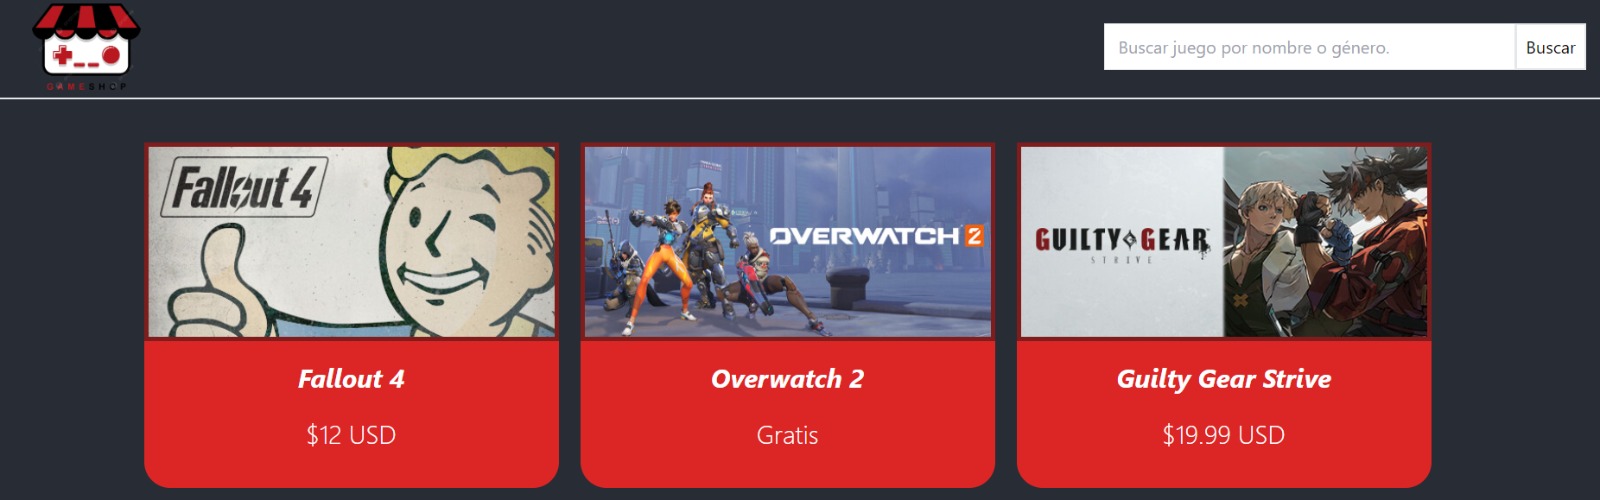 GAMESHOP
Buscar juego por nombre o género.
Buscar
Fallout 4
OVERWATCH 2
GUILTY GEAR
STRIVE
Fallout 4
Overwatch 2
Guilty Gear Strive
$12 USD
Gratis
$19.99 USD